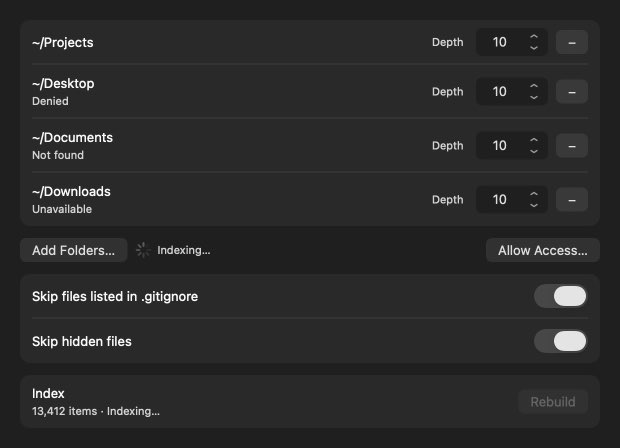 ~/Projects Depth 10 –
~/Desktop
Denied
Depth 10 –
~/Documents
Not found
Depth 10 –
~/Downloads
Unavailable
Depth 10 –
Add Folders... Indexing... Allow Access...
Skip files listed in .gitignore
Skip hidden files
Index
13,412 items · Indexing...
Rebuild